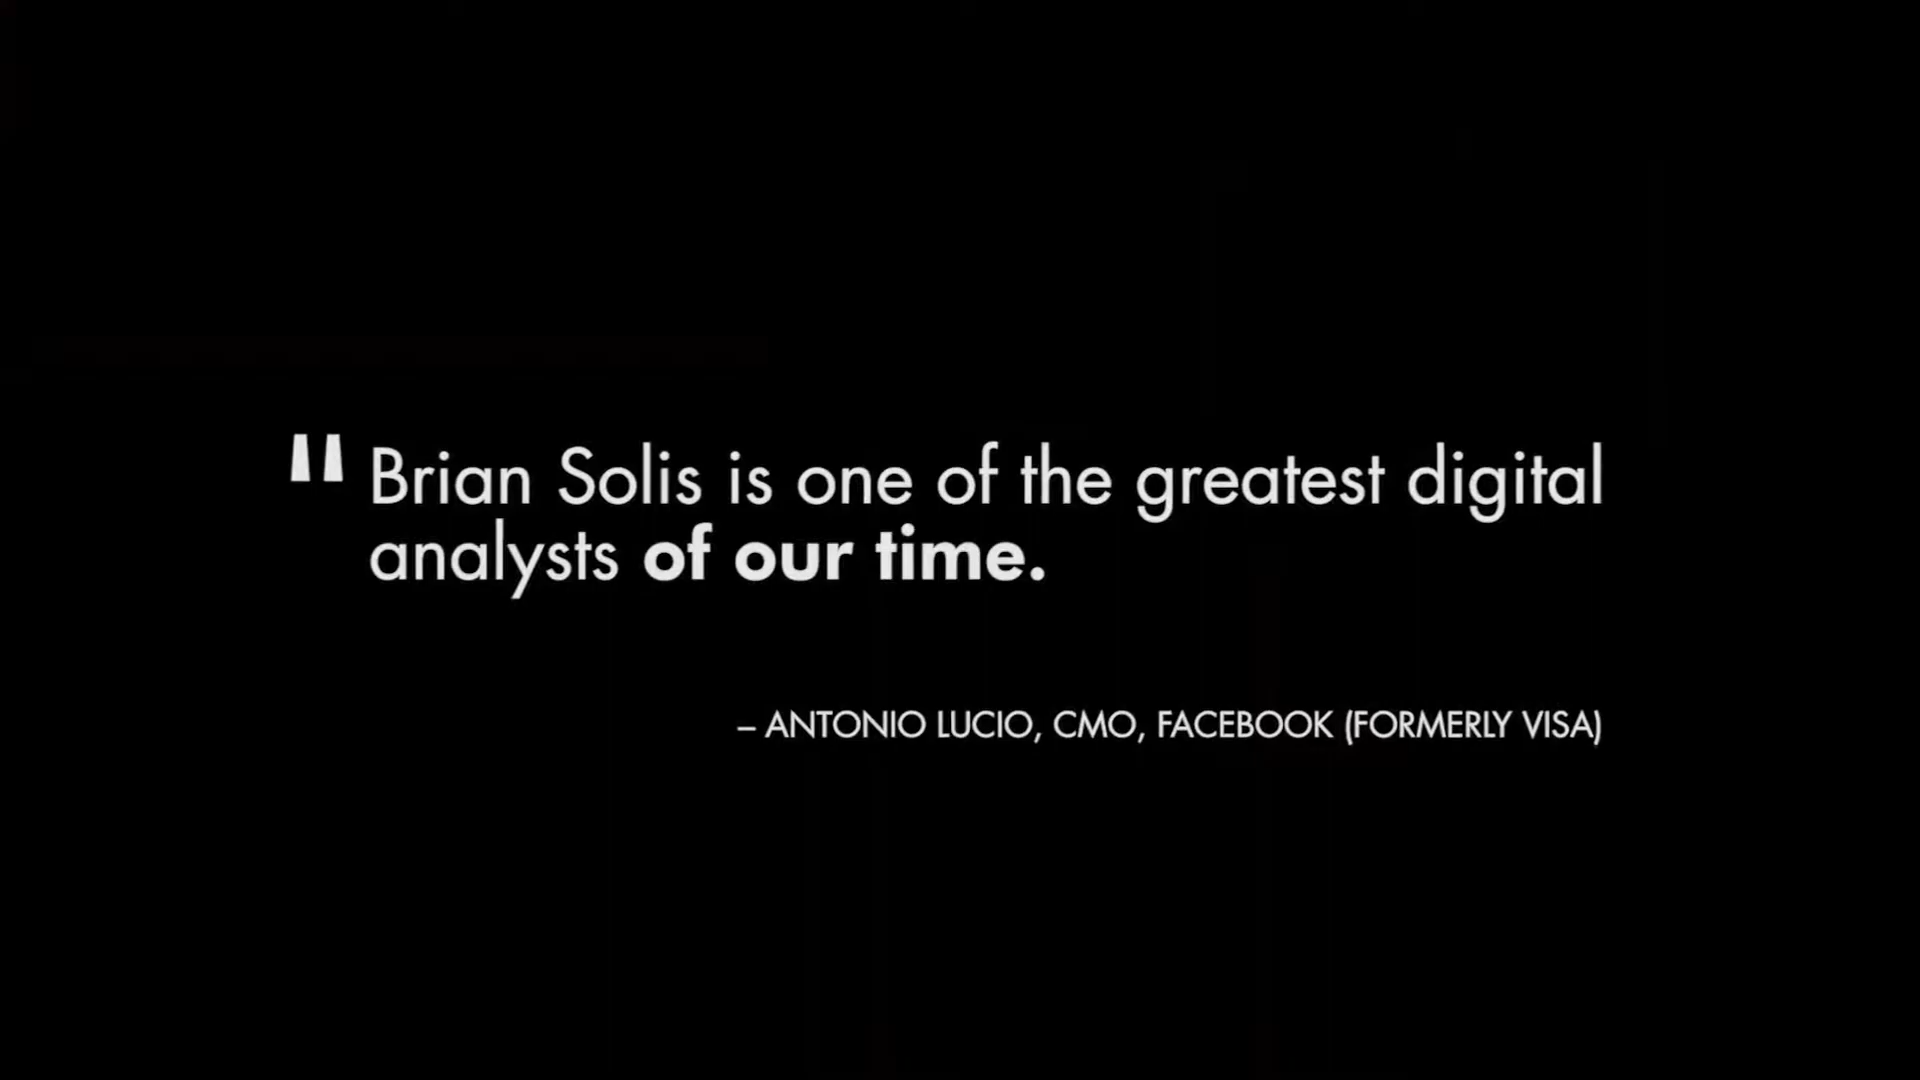 " Brian Solis is one of the greatest digital
analysts of our time.
– ANTONIO LUCIO, CMO, FACEBOOK (FORMERLY VISA)